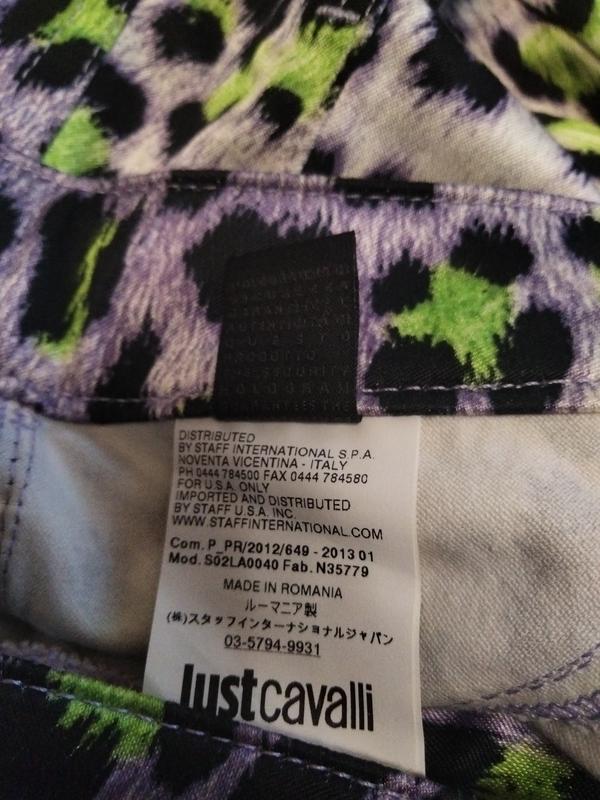 HOLOGRAM
DISTRIBUTED
BY STAFF INTERNATIONAL S.P.A.
NOVENTA VICENTINA - ITALY
PH 0444 784500 FAX 0444 784580
FOR U.S.A. ONLY
IMPORTED AND DISTRIBUTED
BY STAFF U.S.A. INC.
WWW.STAFFINTERNATIONAL.COM
Com. P_PR/2012/649 - 2013 01
Mod. S02LA0040 Fab. N35779
MADE IN ROMANIA
ルーマニア製
(株)スタッフインターナショナルジャパン
03-5794-9931
Just cavalli